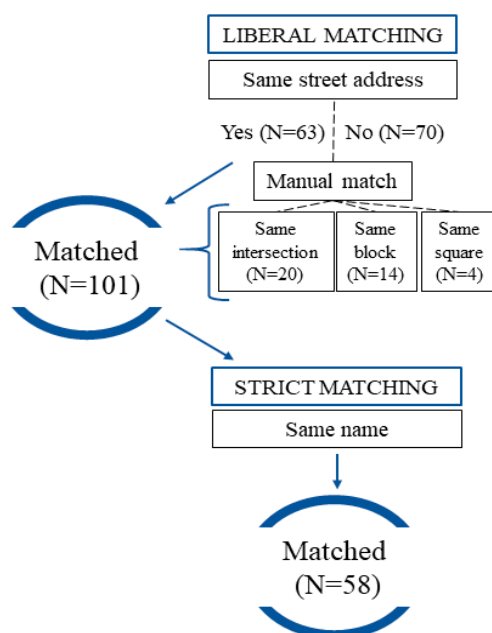 LIBERAL MATCHING
Same street address
Yes (N=63) No (N=70)
Manual match
Same intersection (N=20)
Same block (N=14)
Same square (N=4)
Matched
(N=101)
STRICT MATCHING
Same name
Matched
(N=58)